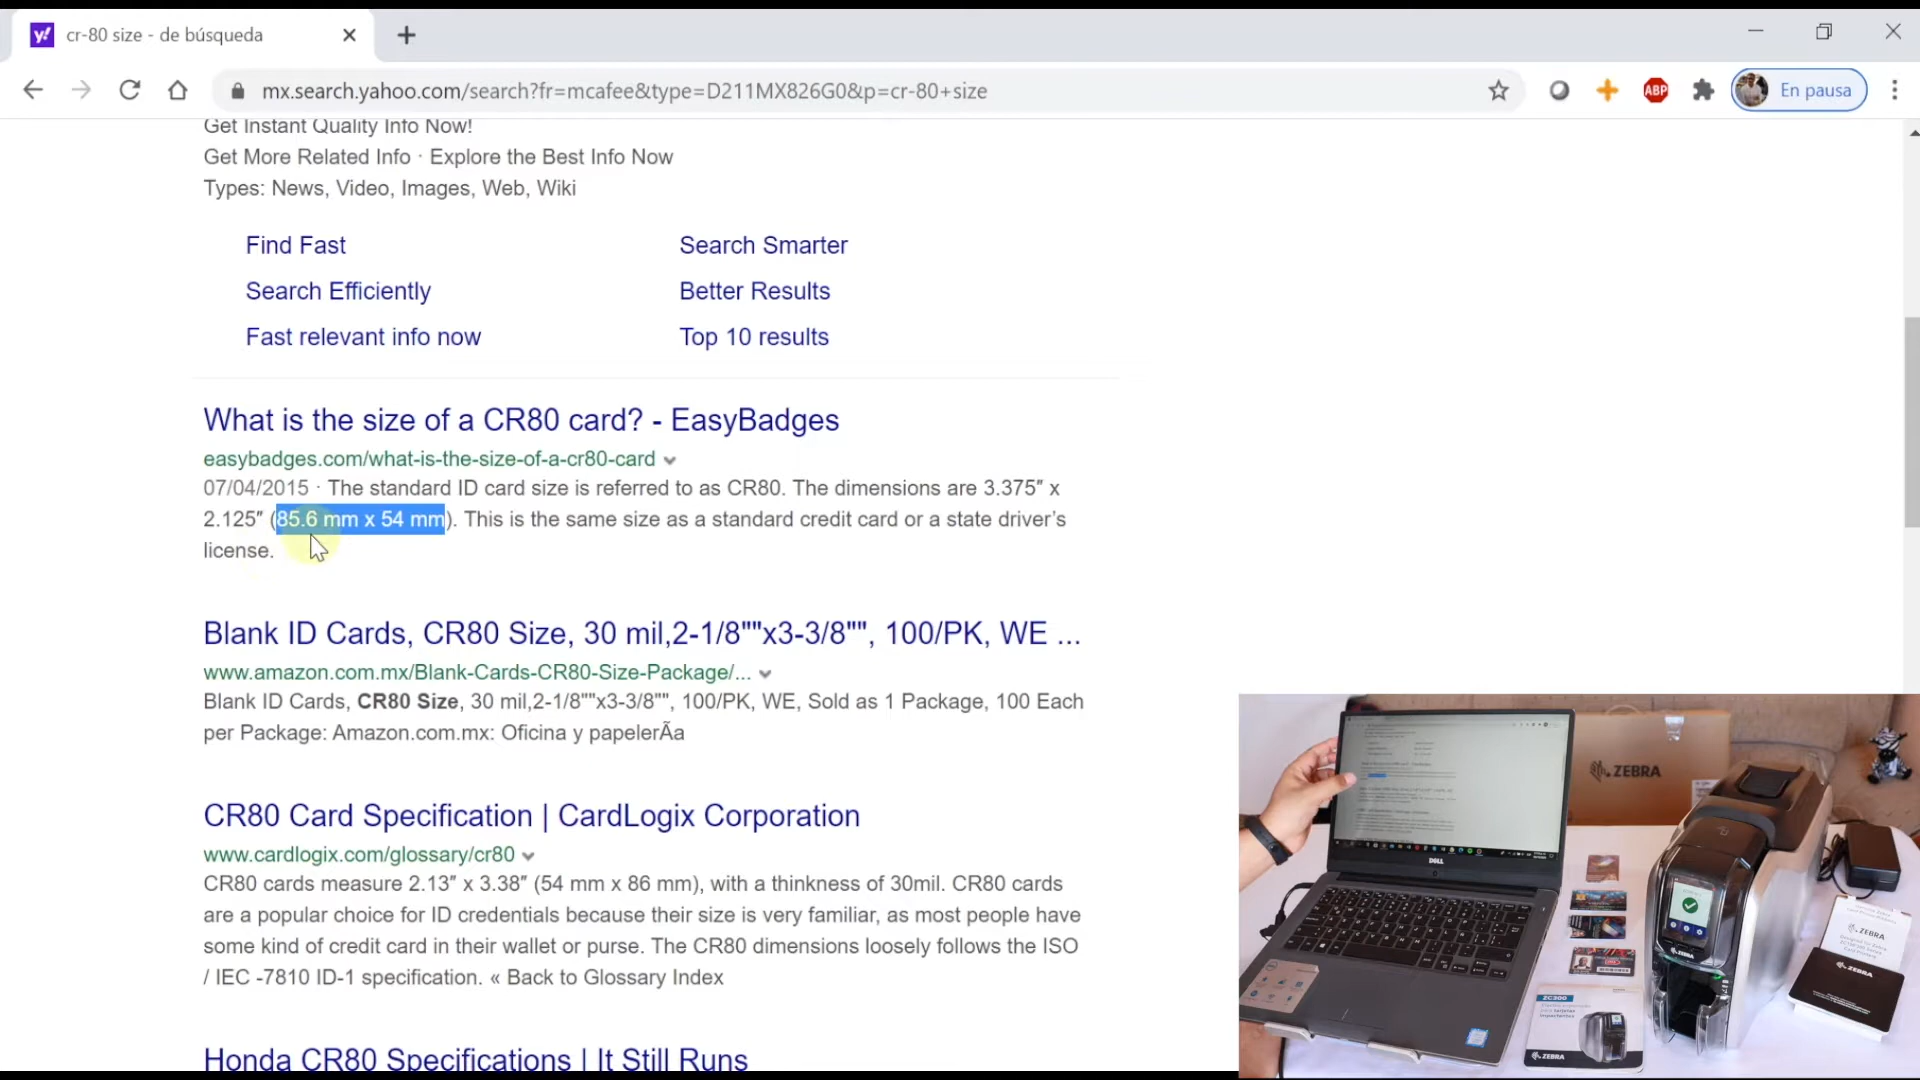 cr-80 size - de búsqueda
mx.search.yahoo.com/search?fr=mcafee&type=D211MX826G0&p=cr-80+size
ABP
En pausa
Get Instant Quality Info Now!
Get More Related Info · Explore the Best Info Now
Types: News, Video, Images, Web, Wiki
Find Fast
Search Smarter
Search Efficiently
Better Results
Fast relevant info now
Top 10 results
What is the size of a CR80 card? - EasyBadges
easybadges.com/what-is-the-size-of-a-cr80-card
07/04/2015 · The standard ID card size is referred to as CR80. The dimensions are 3.375″ x
2.125″ (85.6 mm x 54 mm). This is the same size as a standard credit card or a state driver’s
license.
Blank ID Cards, CR80 Size, 30 mil,2-1/8""x3-3/8"", 100/PK, WE ...
www.amazon.com.mx/Blank-Cards-CR80-Size-Package/...
Blank ID Cards, CR80 Size, 30 mil,2-1/8""x3-3/8"", 100/PK, WE, Sold as 1 Package, 100 Each
per Package: Amazon.com.mx: Oficina y papelerÃa
CR80 Card Specification | CardLogix Corporation
www.cardlogix.com/glossary/cr80
CR80 cards measure 2.13″ x 3.38″ (54 mm x 86 mm), with a thinkness of 30mil. CR80 cards
are a popular choice for ID credentials because their size is very familiar, as most people have
some kind of credit card in their wallet or purse. The CR80 dimensions loosely follows the ISO
/ IEC -7810 ID-1 specification. « Back to Glossary Index
Honda CR80 Specifications | It Still Runs
ZEBRA
DELL
ZEBRA
ZEBRA
ZEBRA
ZC300
ZEBRA